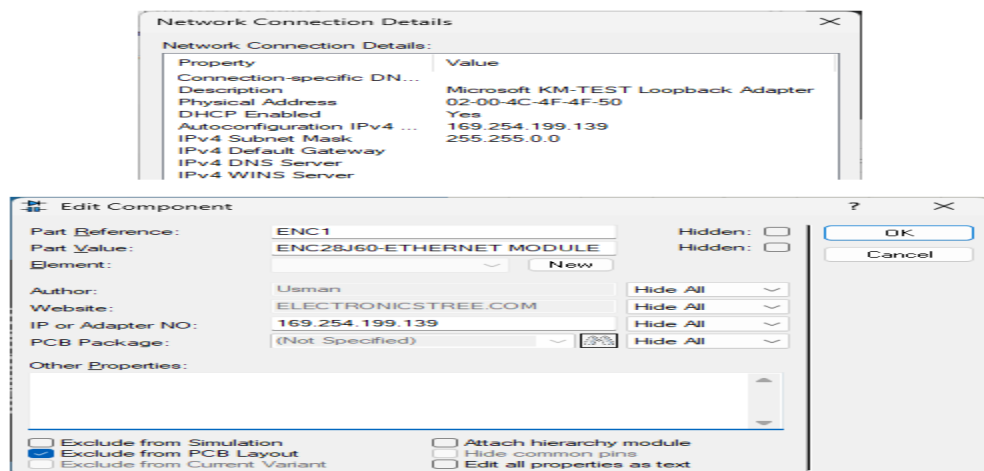 Network Connection Details
Network Connection Details:
Property Value
Connection-specific DN...
Description Microsoft KM-TEST Loopback Adapter
Physical Address 02-00-4C-4F-4F-50
DHCP Enabled Yes
Autoconfiguration IPv4 ... 169.254.199.139
IPv4 Subnet Mask 255.255.0.0
IPv4 Default Gateway
IPv4 DNS Server
IPv4 WINS Server
Edit Component ?
Part Reference: ENC1 Hidden:
Part Value: ENC28J60-ETHERNET MODULE Hidden:
Element: New
Author: Usman Hide All
Website: ELECTRONICSTREE.COM Hide All
IP or Adapter NO: 169.254.199.139 Hide All
PCB Package: (Not Specified) Hide All
Other Properties:
Exclude from Simulation Attach hierarchy module
Exclude from PCB Layout Hide common pins
Exclude from Current Variant Edit all properties as text
OK
Cancel